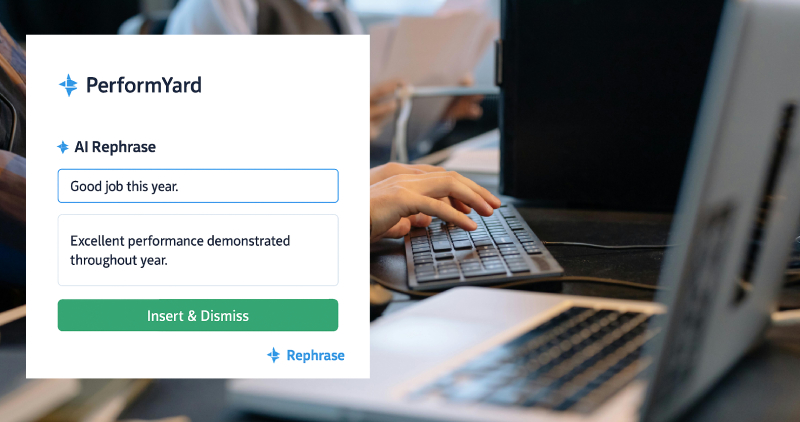 PerformYard
AI Rephrase
Good job this year.
Excellent performance demonstrated
throughout year.
Insert & Dismiss
Rephrase